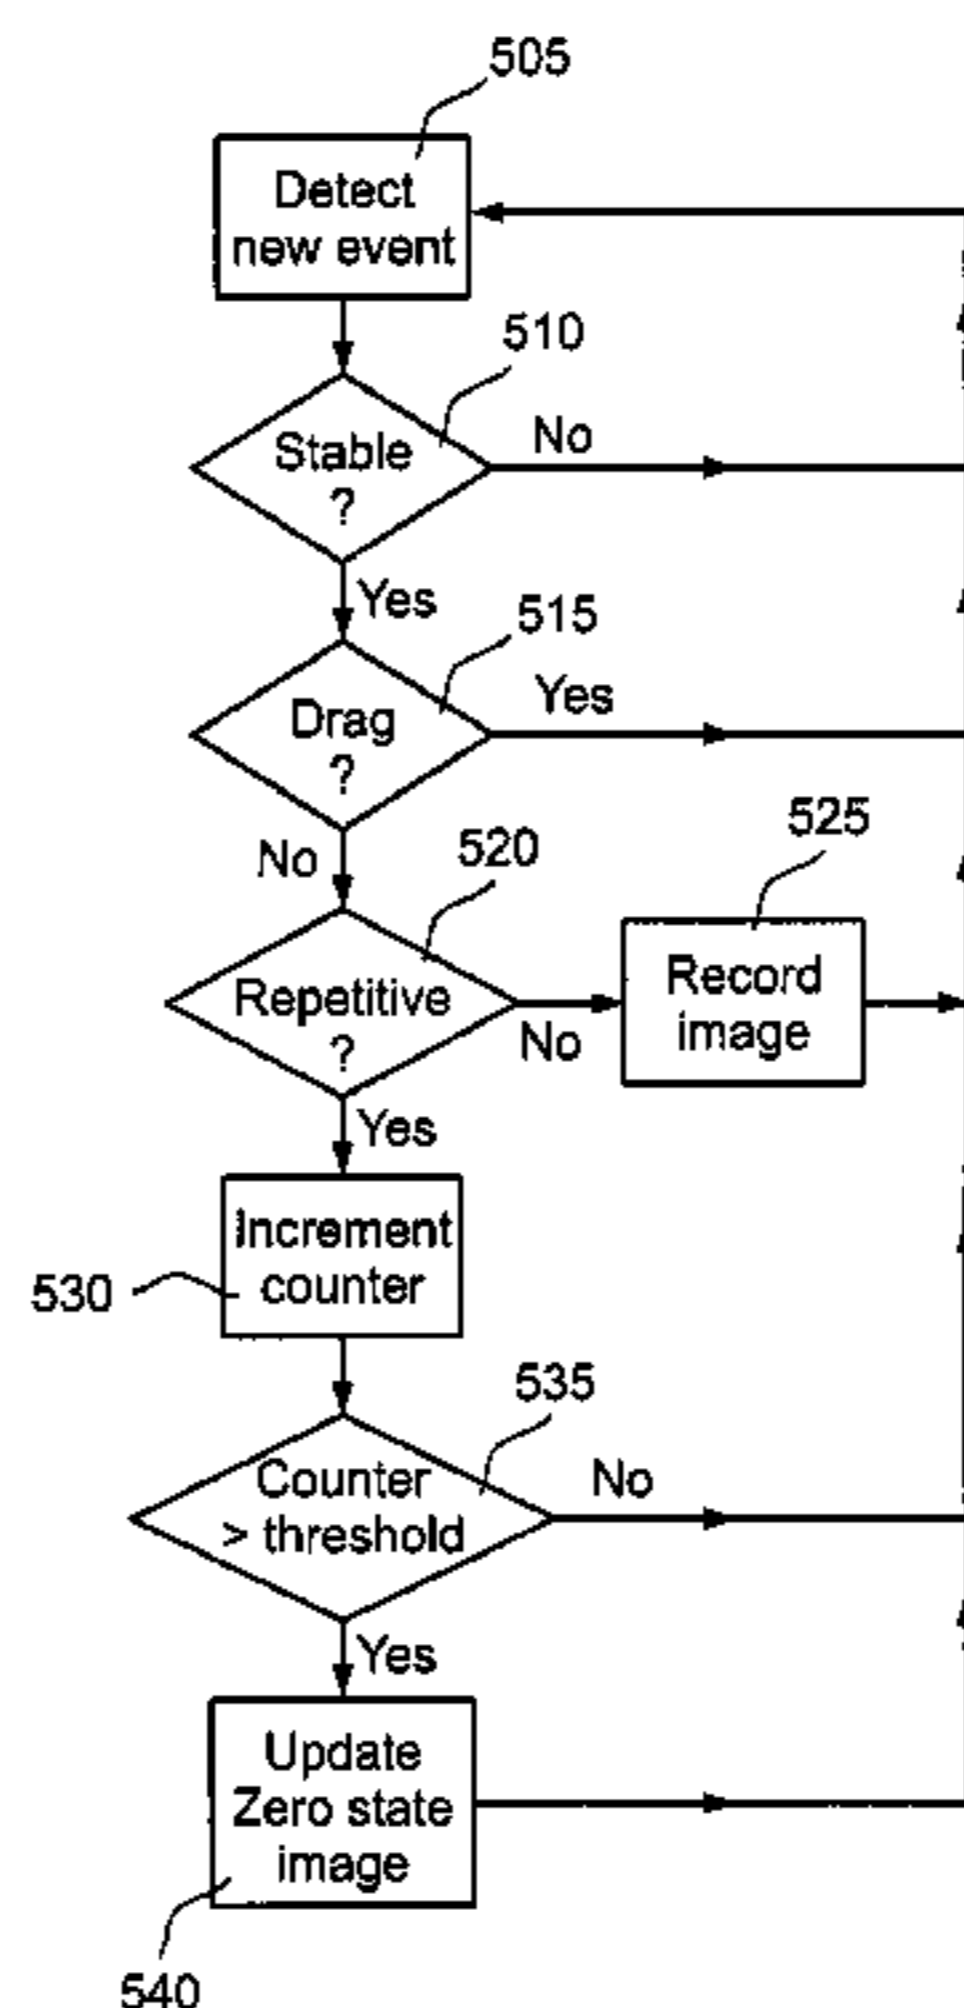 505
Detect
new event
510
Stable
?
No
Yes
515
Drag
?
Yes
No
520
Repetitive
?
No
525
Record
image
Yes
Increment
counter
530
535
Counter
> threshold
No
Yes
Update
Zero state
image
540